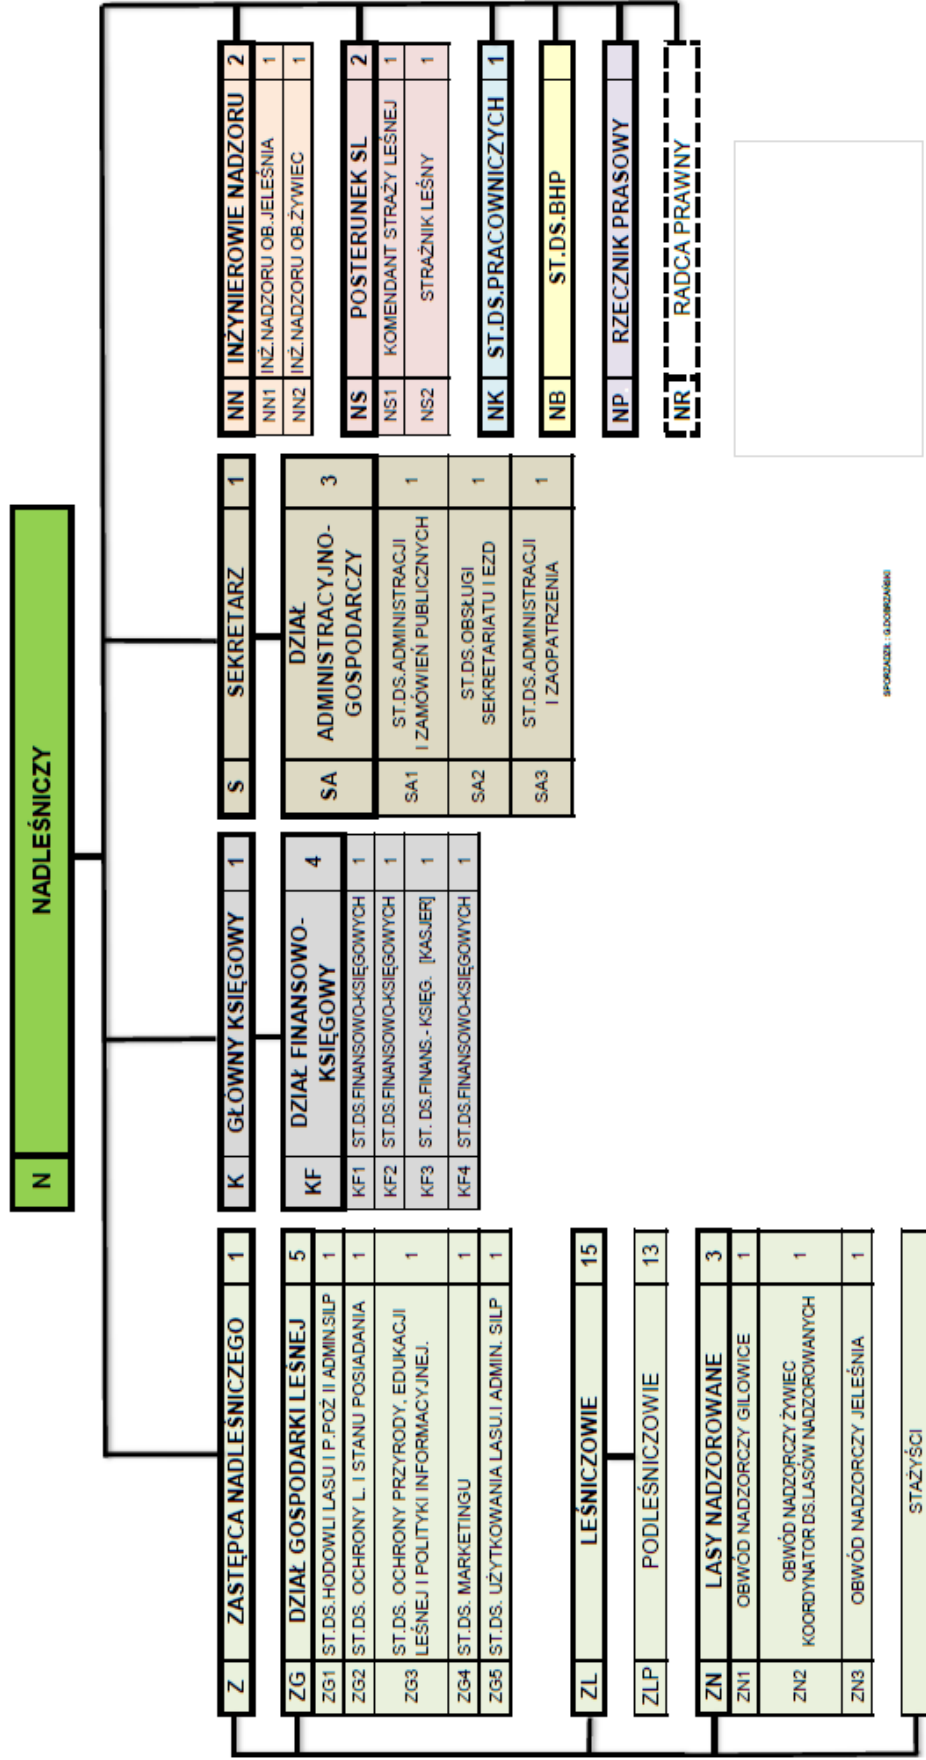 N NADLEŚNICZY
Z ZASTĘPCA NADLEŚNICZEGO 1
ZG DZIAŁ GOSPODARKI LEŚNEJ 5
ZG1 ST.DS.HODOWLI LASU I P.POŻ II ADMIN.SILP 1
ZG2 ST.DS. OCHRONY L. I STANU POSIADANIA 1
ZG3 ST.DS. OCHRONY PRZYRODY, EDUKACJI
LEŚNEJ I POLITYKI INFORMACYJNEJ. 1
ZG4 ST.DS. MARKETINGU 1
ZG5 ST.DS. UŻYTKOWANIA LASU.I ADMIN. SILP 1
ZL LEŚNICZOWIE 15
ZLP PODLEŚNICZOWIE 13
ZN LASY NADZOROWANE 3
ZN1 OBWÓD NADZORCZY GILOWICE 1
ZN2 OBWÓD NADZORCZY ŻYWIEC
KOORDYNATOR DS.LASÓW NADZOROWANYCH 1
ZN3 OBWÓD NADZORCZY JELEŚNIA 1
STAŻYŚCI
K GŁÓWNY KSIĘGOWY 1
KF DZIAŁ FINANSOWO-
KSIĘGOWY 4
KF1 ST.DS.FINANSOWO-KSIĘGOWYCH 1
KF2 ST.DS.FINANSOWO-KSIĘGOWYCH 1
KF3 ST. DS.FINANS.- KSIĘG. [KASJER] 1
KF4 ST.DS.FINANSOWO-KSIĘGOWYCH 1
S SEKRETARZ 1
SA DZIAŁ
ADMINISTRACYJNO-
GOSPODARCZY 3
SA1 ST.DS.ADMINISTRACJI
I ZAMÓWIEŃ PUBLICZNYCH 1
SA2 ST.DS.OBSŁUGI
SEKRETARIATU I EZD 1
SA3 ST.DS.ADMINISTRACJI
I ZAOPATRZENIA 1
NN INŻYNIEROWIE NADZORU 2
NN1 INŻ.NADZORU OB.JELEŚNIA 1
NN2 INŻ.NADZORU OB.ŻYWIEC 1
NS POSTERUNEK SL 2
NS1 KOMENDANT STRAŻY LEŚNEJ 1
NS2 STRAŻNIK LEŚNY 1
NK ST.DS.PRACOWNICZYCH 1
NB ST.DS.BHP
NP. RZECZNIK PRASOWY
NR RADCA PRAWNY
SPORZĄDZIŁ : G.DOBRZAŃSKI